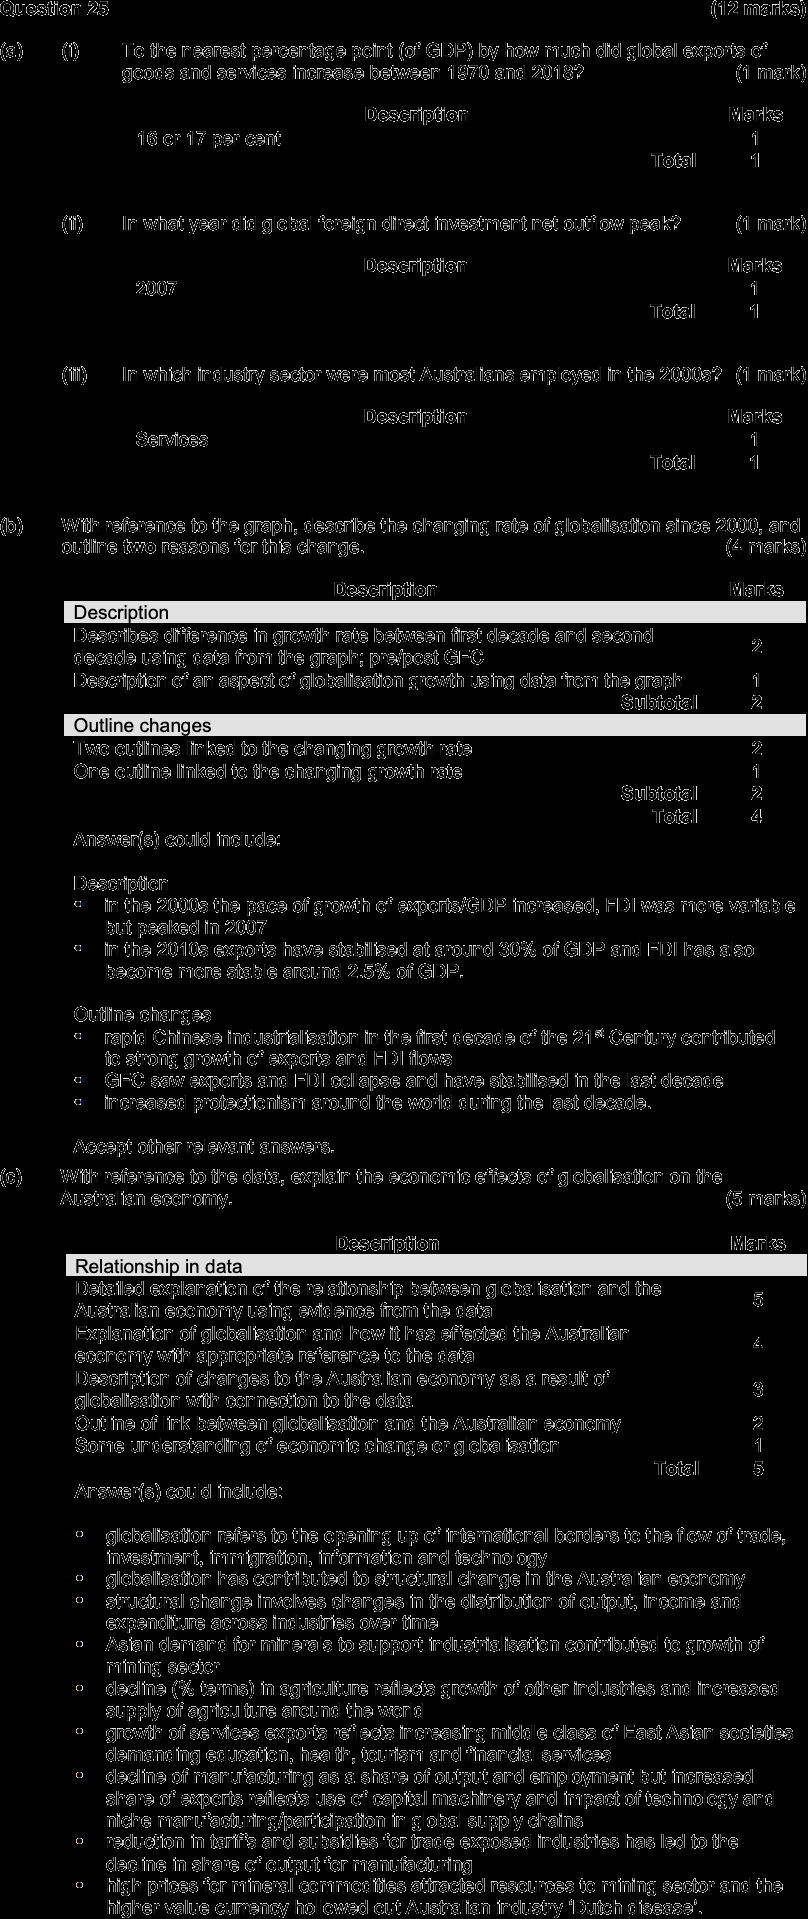 Question 25 (12 marks)
(a) (i) To the nearest percentage point (of GDP) by how much did global exports of
goods and services increase between 1970 and 2018? (1 mark)
Description Marks
16 or 17 per cent 1
Total 1
(ii) In what year did global foreign direct investment net outflow peak? (1 mark)
Description Marks
2007 1
Total 1
(iii) In which industry sector were most Australians employed in the 2000s? (1 mark)
Description Marks
Services 1
Total 1
(b) With reference to the graph, describe the changing rate of globalisation since 2000, and
outline two reasons for this change. (4 marks)
Description Marks
Description
Describes difference in growth rate between first decade and second
decade using data from the graph; pre/post GFC 2
Description of an aspect of globalisation growth using data from the graph 1
Subtotal 2
Outline changes
Two outlines linked to the changing growth rate 2
One outline linked to the changing growth rate 1
Subtotal 2
Total 4
Answer(s) could include:
Description
• in the 2000s the pace of growth of exports/GDP increased, FDI was more variable
but peaked in 2007
• in the 2010s exports have stabilised at around 30% of GDP and FDI has also
become more stable around 2.5% of GDP.
Outline changes
• rapid Chinese industrialisation in the first decade of the 21st Century contributed
to strong growth of exports and FDI flows
• GFC saw exports and FDI collapse and have stabilised in the last decade
• increased protectionism around the world during the last decade.
Accept other relevant answers.
(c) With reference to the data, explain the economic effects of globalisation on the
Australian economy. (5 marks)
Description Marks
Relationship in data
Detailed explanation of the relationship between globalisation and the
Australian economy using evidence from the data 5
Explanation of globalisation and how it has effected the Australian
economy with appropriate reference to the data 4
Description of changes to the Australian economy as a result of
globalisation with connection to the data 3
Outline of link between globalisation and the Australian economy 2
Some understanding of economic change or globalisation 1
Total 5
Answer(s) could include:
• globalisation refers to the opening up of international borders to the flow of trade,
investment, immigration, information and technology
• globalisation has contributed to structural change in the Australian economy
• structural change involves changes in the distribution of output, income and
expenditure across industries over time
• Asian demand for minerals to support industrialisation contributed to growth of
mining sector
• decline (% terms) in agriculture reflects growth of other industries and increased
supply of agriculture around the world
• growth of services exports reflects increasing middle class of East Asian societies
demanding education, health, tourism and financial services
• decline of manufacturing as a share of output and employment but increased
share of exports reflects use of capital machinery and impact of technology and
niche manufacturing/participation in global supply chains
• reduction in tariffs and subsidies for trade exposed industries has led to the
decline in share of output for manufacturing
• high prices for mineral commodities attracted resources to mining sector and the
higher value currency hollowed out Australian industry 'Dutch disease'.